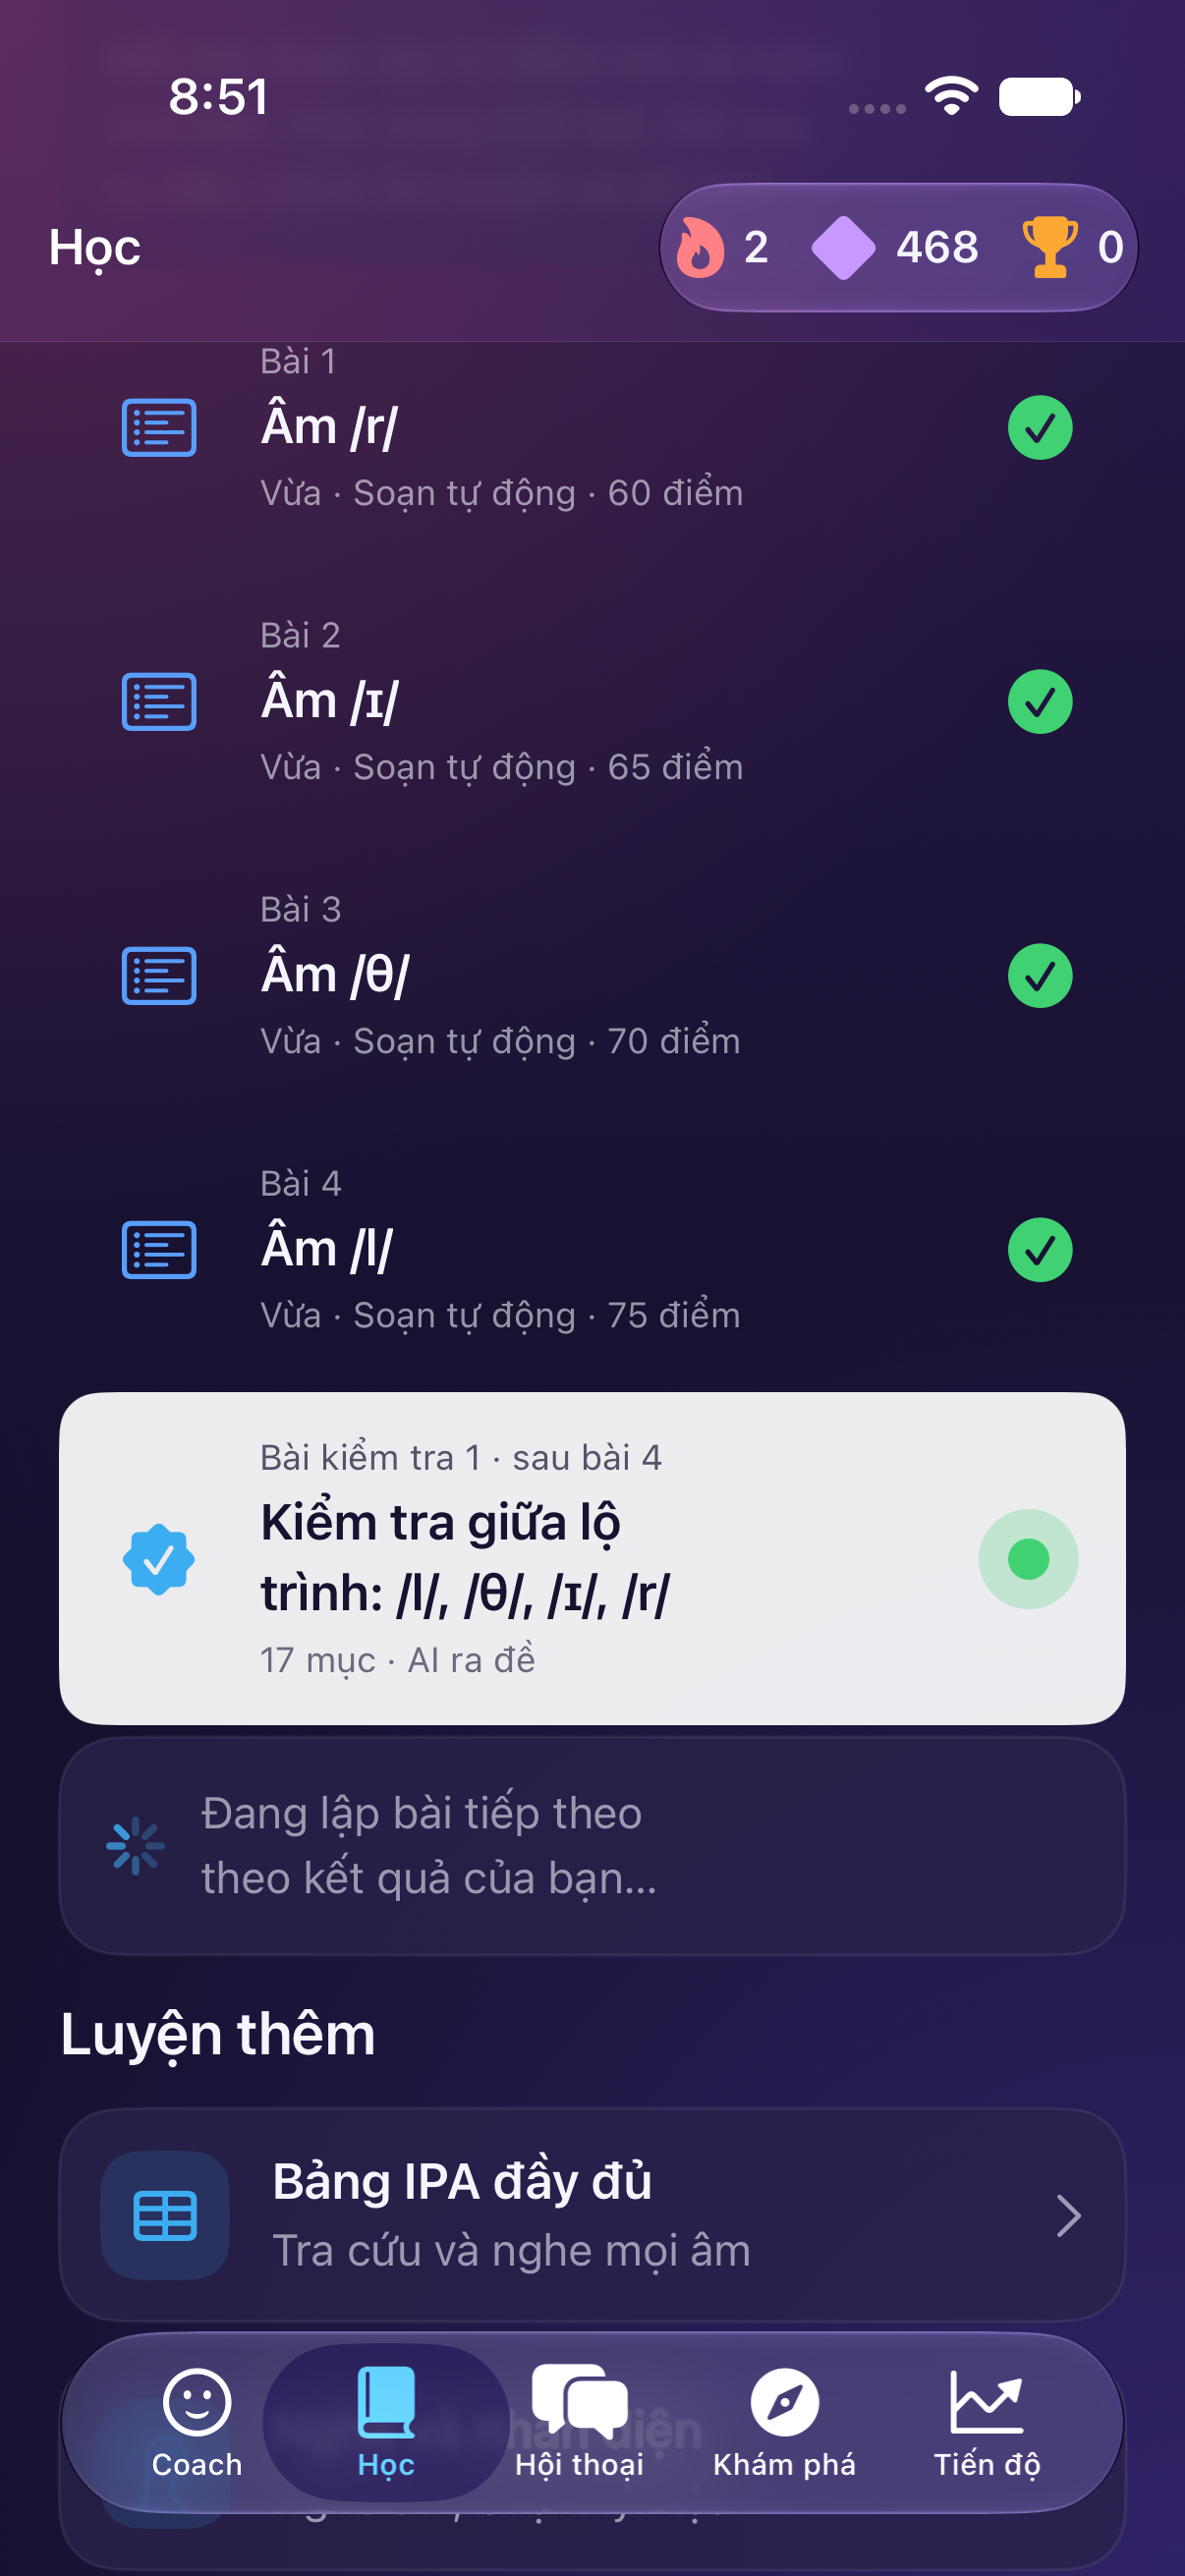 8:51
Học
2
468
0
Bài 1
Âm /r/
Vừa · Soạn tự động · 60 điểm
Bài 2
Âm /ɪ/
Vừa · Soạn tự động · 65 điểm
Bài 3
Âm /θ/
Vừa · Soạn tự động · 70 điểm
Bài 4
Âm /l/
Vừa · Soạn tự động · 75 điểm
Bài kiểm tra 1 · sau bài 4
Kiểm tra giữa lộ
trình: /l/, /θ/, /ɪ/, /r/
17 mục · AI ra đề
Đang lập bài tiếp theo
theo kết quả của bạn...
Luyện thêm
Bảng IPA đầy đủ
Tra cứu và nghe mọi âm
Coach
Học
Hội thoại
Khám phá
Tiến độ